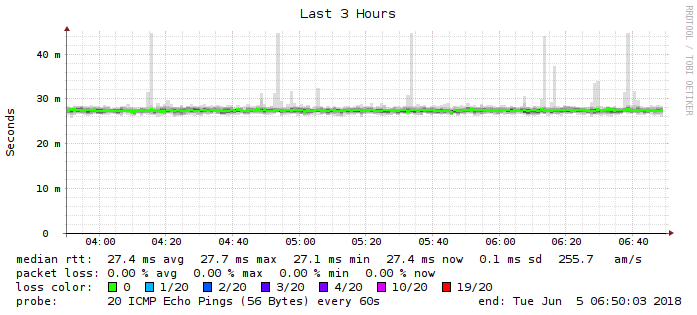 Last 3 Hours
RRDTOOL / TOBI OETIKER
Seconds
40 m
30 m
20 m
10 m
0
04:00 04:20 04:40 05:00 05:20 05:40 06:00 06:20 06:40
median rtt: 27.4 ms avg 27.7 ms max 27.1 ms min 27.4 ms now 0.1 ms sd 255.7 am/s
packet loss: 0.00 % avg 0.00 % max 0.00 % min 0.00 % now
loss color: 0 1/20 2/20 3/20 4/20 10/20 19/20
probe: 20 ICMP Echo Pings (56 Bytes) every 60s end: Tue Jun 5 06:50:03 2018